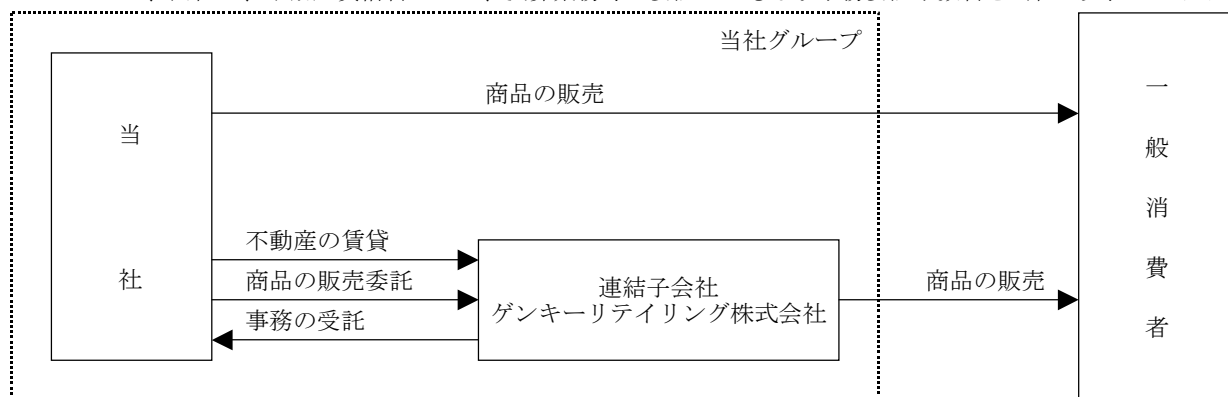 当社グループ
商品の販売
当社
一般消費者
不動産の賃貸
商品の販売委託
事務の受託
連結子会社
ゲンキーリテイリング株式会社
商品の販売